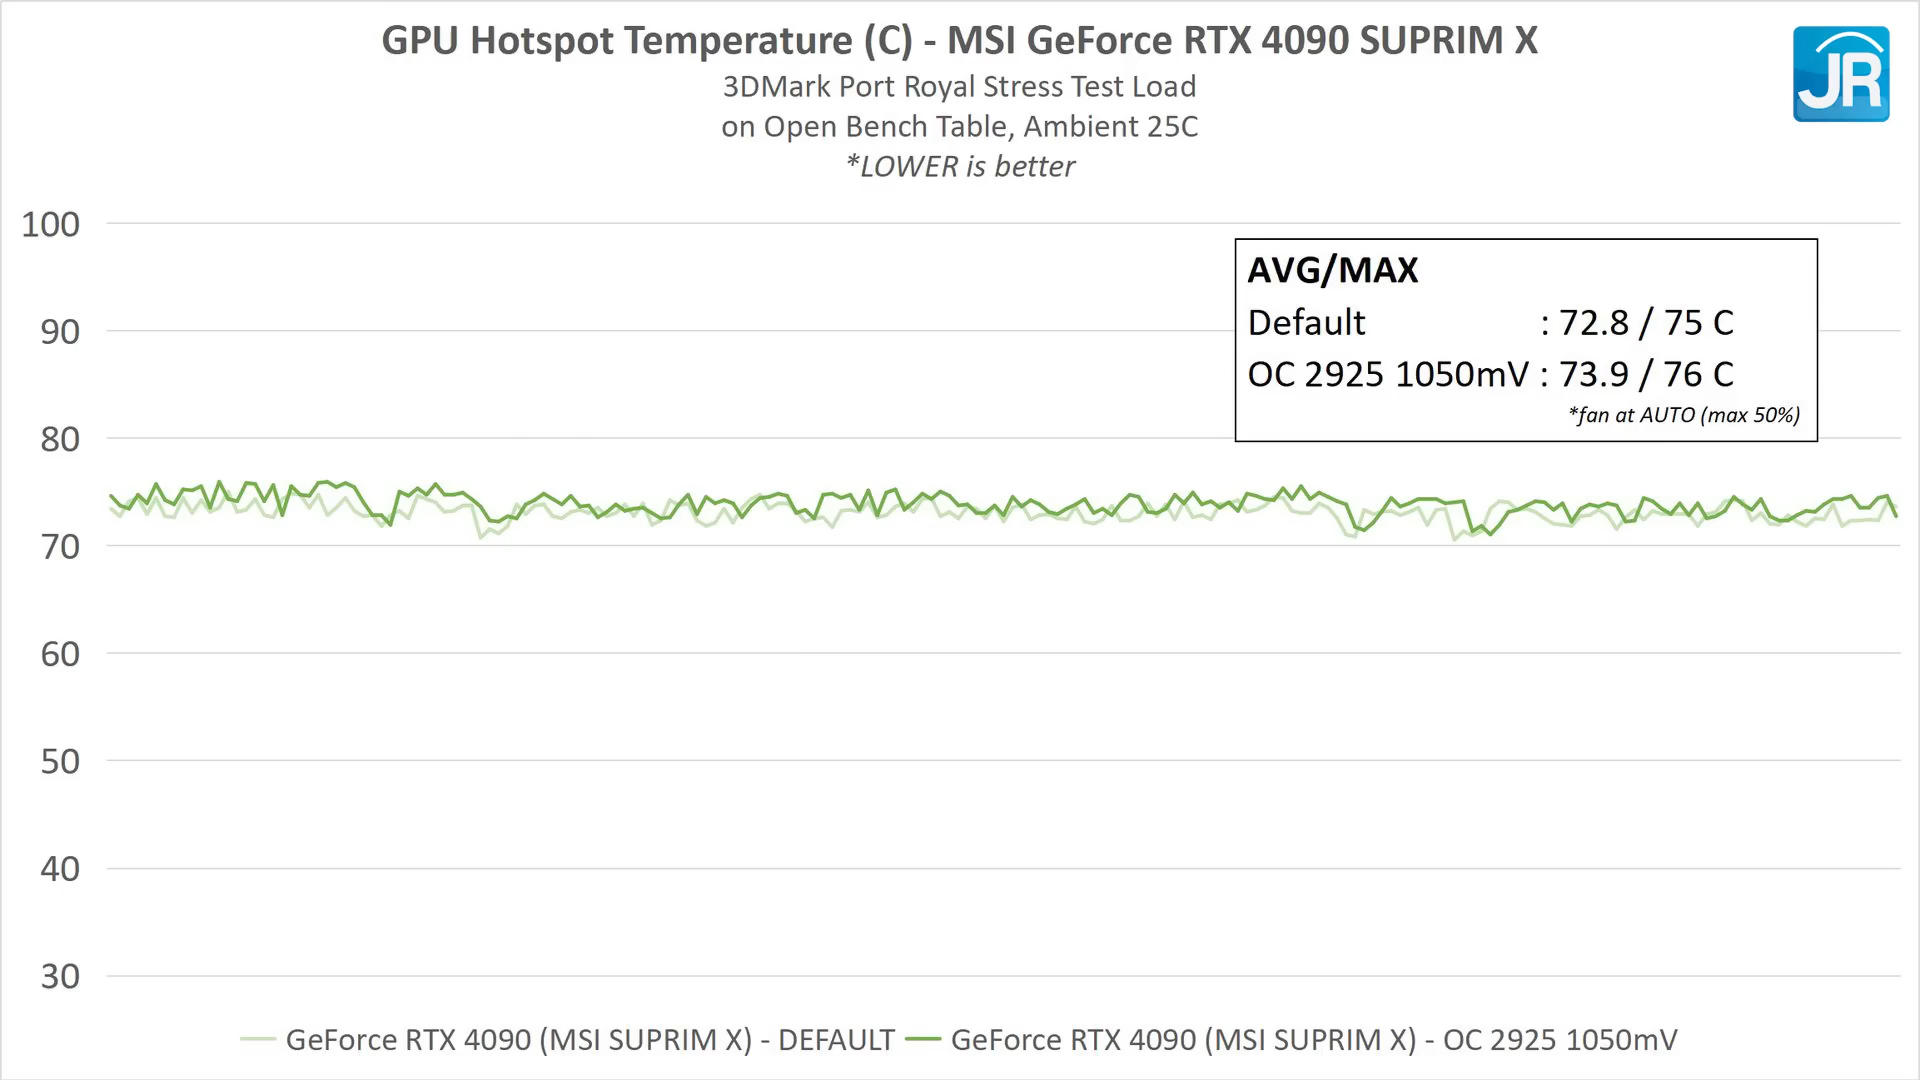 GPU Hotspot Temperature (C) - MSI GeForce RTX 4090 SUPRIM X
JR
3DMark Port Royal Stress Test Load
on Open Bench Table, Ambient 25C
*LOWER is better
100
90
80
70
60
50
40
30
AVG/MAX
Default : 72.8 / 75 C
OC 2925 1050mV : 73.9 / 76 C
*fan at AUTO (max 50%)
GeForce RTX 4090 (MSI SUPRIM X) - DEFAULT
GeForce RTX 4090 (MSI SUPRIM X) - OC 2925 1050mV